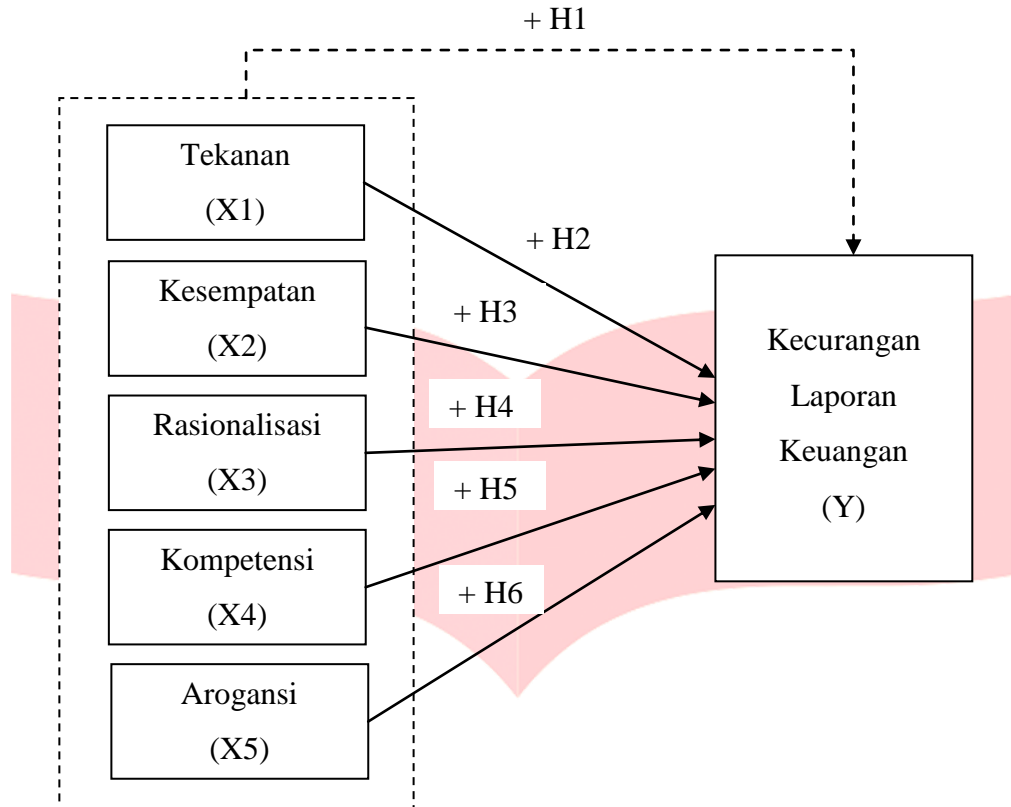 + H1
Tekanan
(X1)
+ H2
Kesempatan
(X2)
+ H3
Kecurangan
Laporan
Keuangan
(Y)
Rasionalisasi
(X3)
+ H4
Kompetensi
(X4)
+ H5
Arogansi
(X5)
+ H6